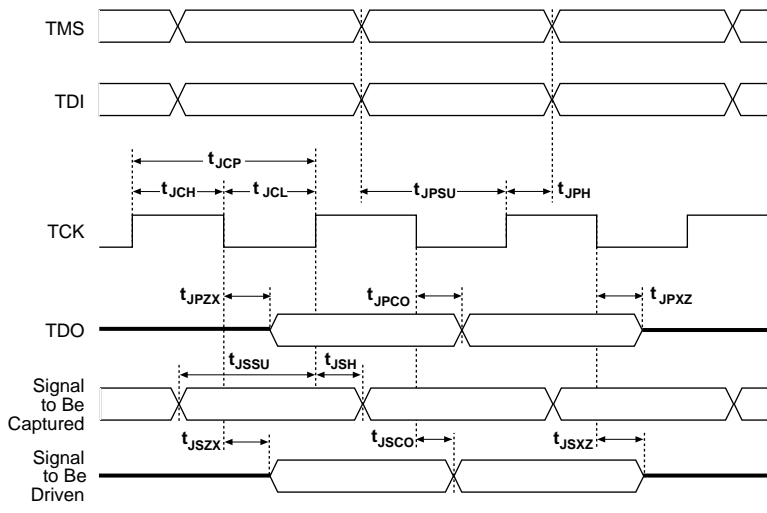 TMS
TDI
tJCP
tJCH
tJCL
tJPSU
tJPH
TCK
tJPZX
tJPCO
tJPXZ
TDO
tJSSU
tJSH
Signal
to Be
Captured
tJSZX
tJSCO
tJSXZ
Signal
to Be
Driven